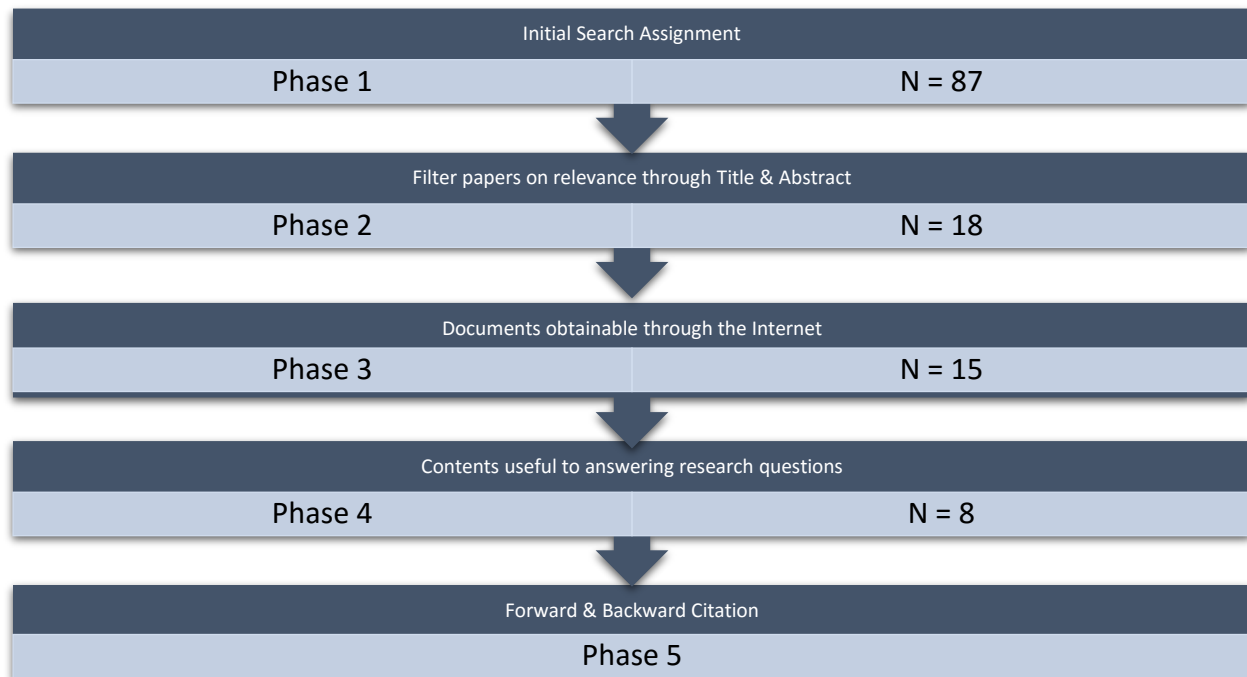 Initial Search Assignment
Phase 1 N = 87
Filter papers on relevance through Title & Abstract
Phase 2 N = 18
Documents obtainable through the Internet
Phase 3 N = 15
Contents useful to answering research questions
Phase 4 N = 8
Forward & Backward Citation
Phase 5